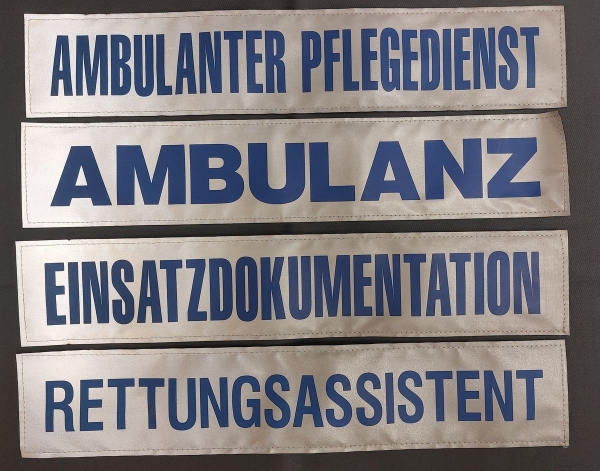 AMBULANTER PFLEGEDIENST
AMBULANZ
EINSATZDOKUMENTATION
RETTUNGSASSISTENT